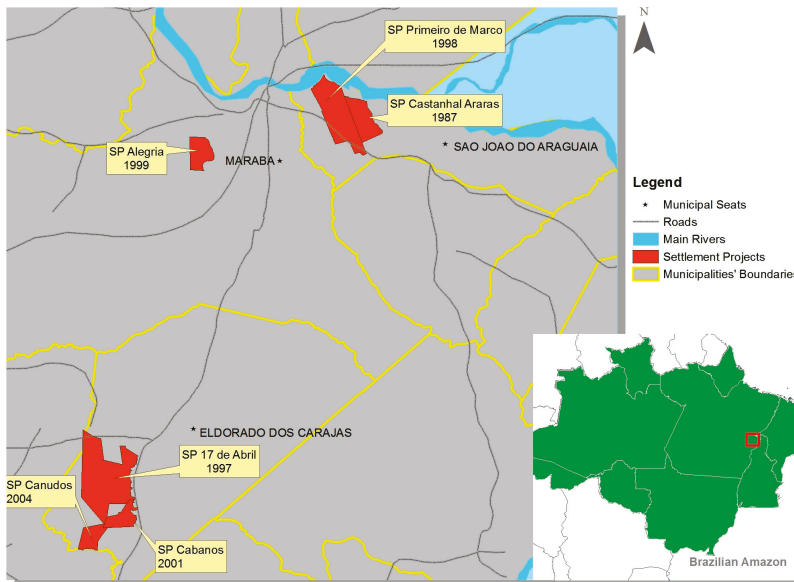 N
SP Primeiro de Marco
1998
SP Castanhal Araras
1987
SP Alegria
1999
MARABA
SAO JOAO DO ARAGUAIA
Legend
Municipal Seats
Roads
Main Rivers
Settlement Projects
Municipalities' Boundaries
ELDORADO DOS CARAJAS
SP 17 de Abril
1997
SP Canudos
2004
SP Cabanos
2001
Brazilian Amazon